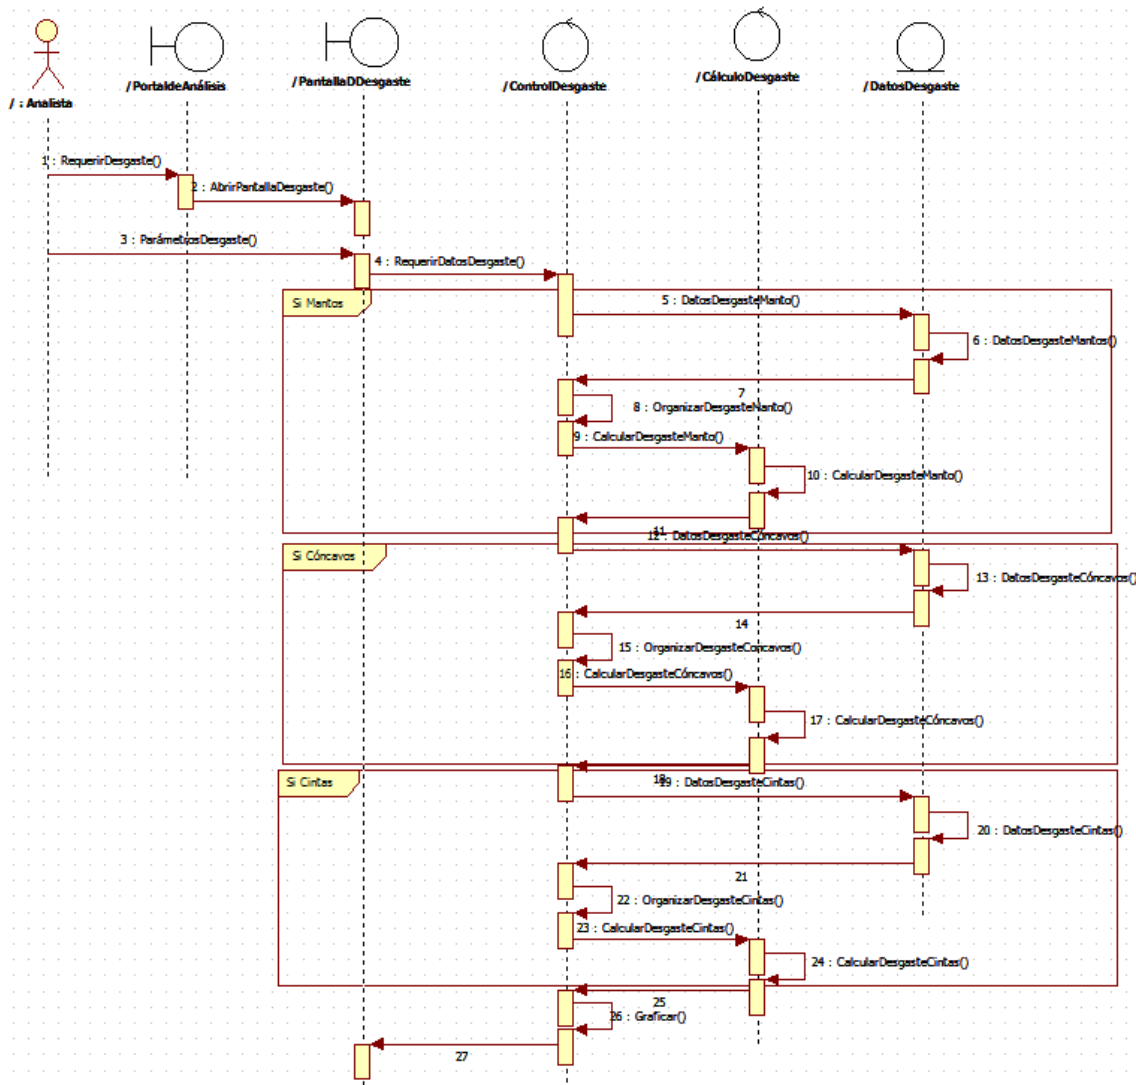 / : Analista
/PortaldeAnálisis
/PantallaDDesgaste
/ControlDesgaste
/CálculoDesgaste
/DatosDesgaste
1 : RequerirDesgaste()
2 : AbrirPantallaDesgaste()
3 : ParámetrosDesgaste()
4 : RequerirDatosDesgaste()
Si Mantos
5 : DatosDesgasteManto()
6 : DatosDesgasteMantos()
7
8 : OrganizarDesgasteManto()
9 : CalcularDesgasteManto()
10 : CalcularDesgasteManto()
11
12 : DatosDesgasteCóncavos()
Si Cóncavos
13 : DatosDesgasteCóncavos()
14
15 : OrganizarDesgasteConcavos()
16 : CalcularDesgasteCóncavos()
17 : CalcularDesgasteCóncavos()
18
19 : DatosDesgasteCintas()
Si Cintas
20 : DatosDesgasteCintas()
21
22 : OrganizarDesgasteCintas()
23 : CalcularDesgasteCintas()
24 : CalcularDesgasteCintas()
25
26 : Graficar()
27